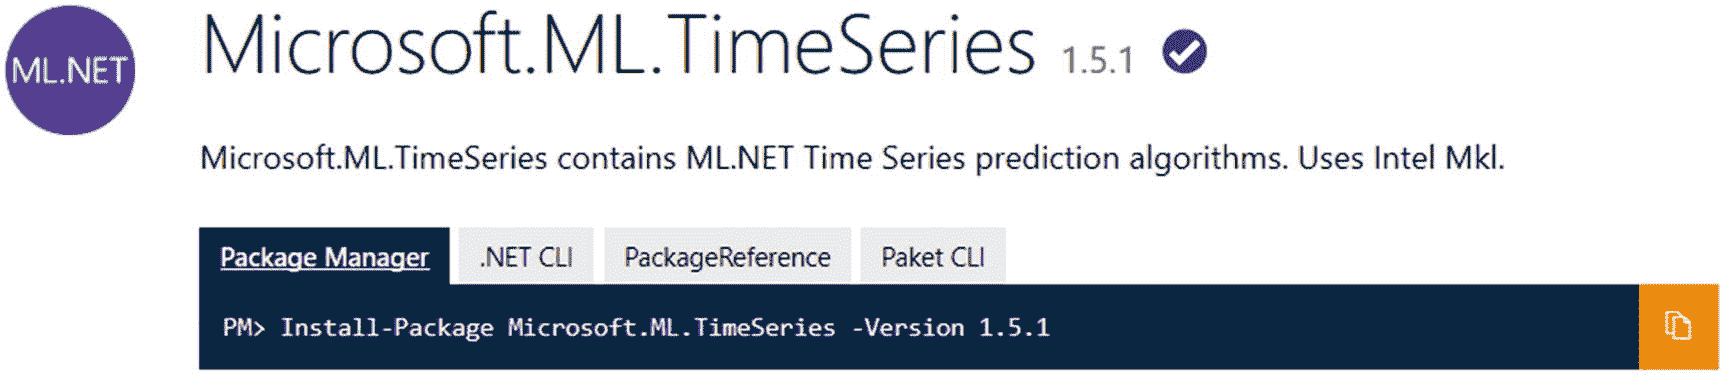 ML.NET
Microsoft.ML.TimeSeries 1.5.1
Microsoft.ML.TimeSeries contains ML.NET Time Series prediction algorithms. Uses Intel Mkl.
Package Manager .NET CLI PackageReference Paket CLI
PM> Install-Package Microsoft.ML.TimeSeries -Version 1.5.1